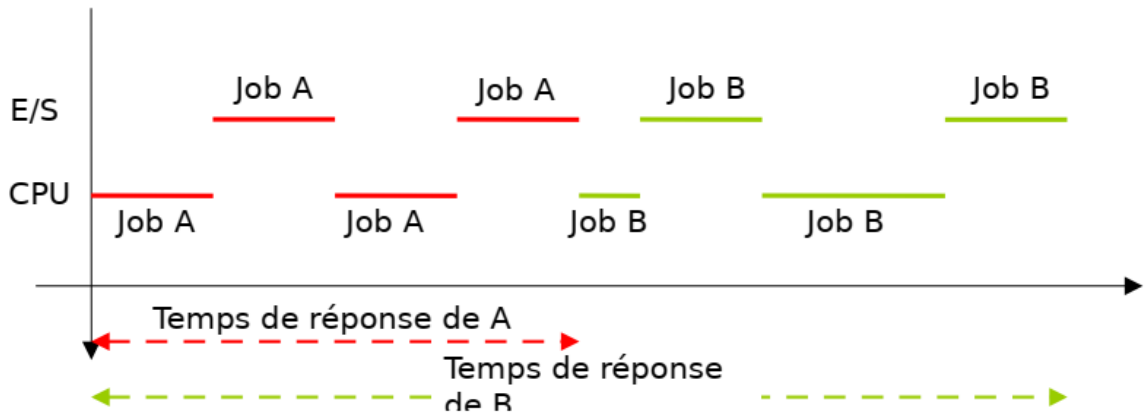 Job A
Job A
Job B
Job B
E/S
CPU
Job A
Job A
Job B
Job B
Temps de réponse de A
Temps de réponse
de B